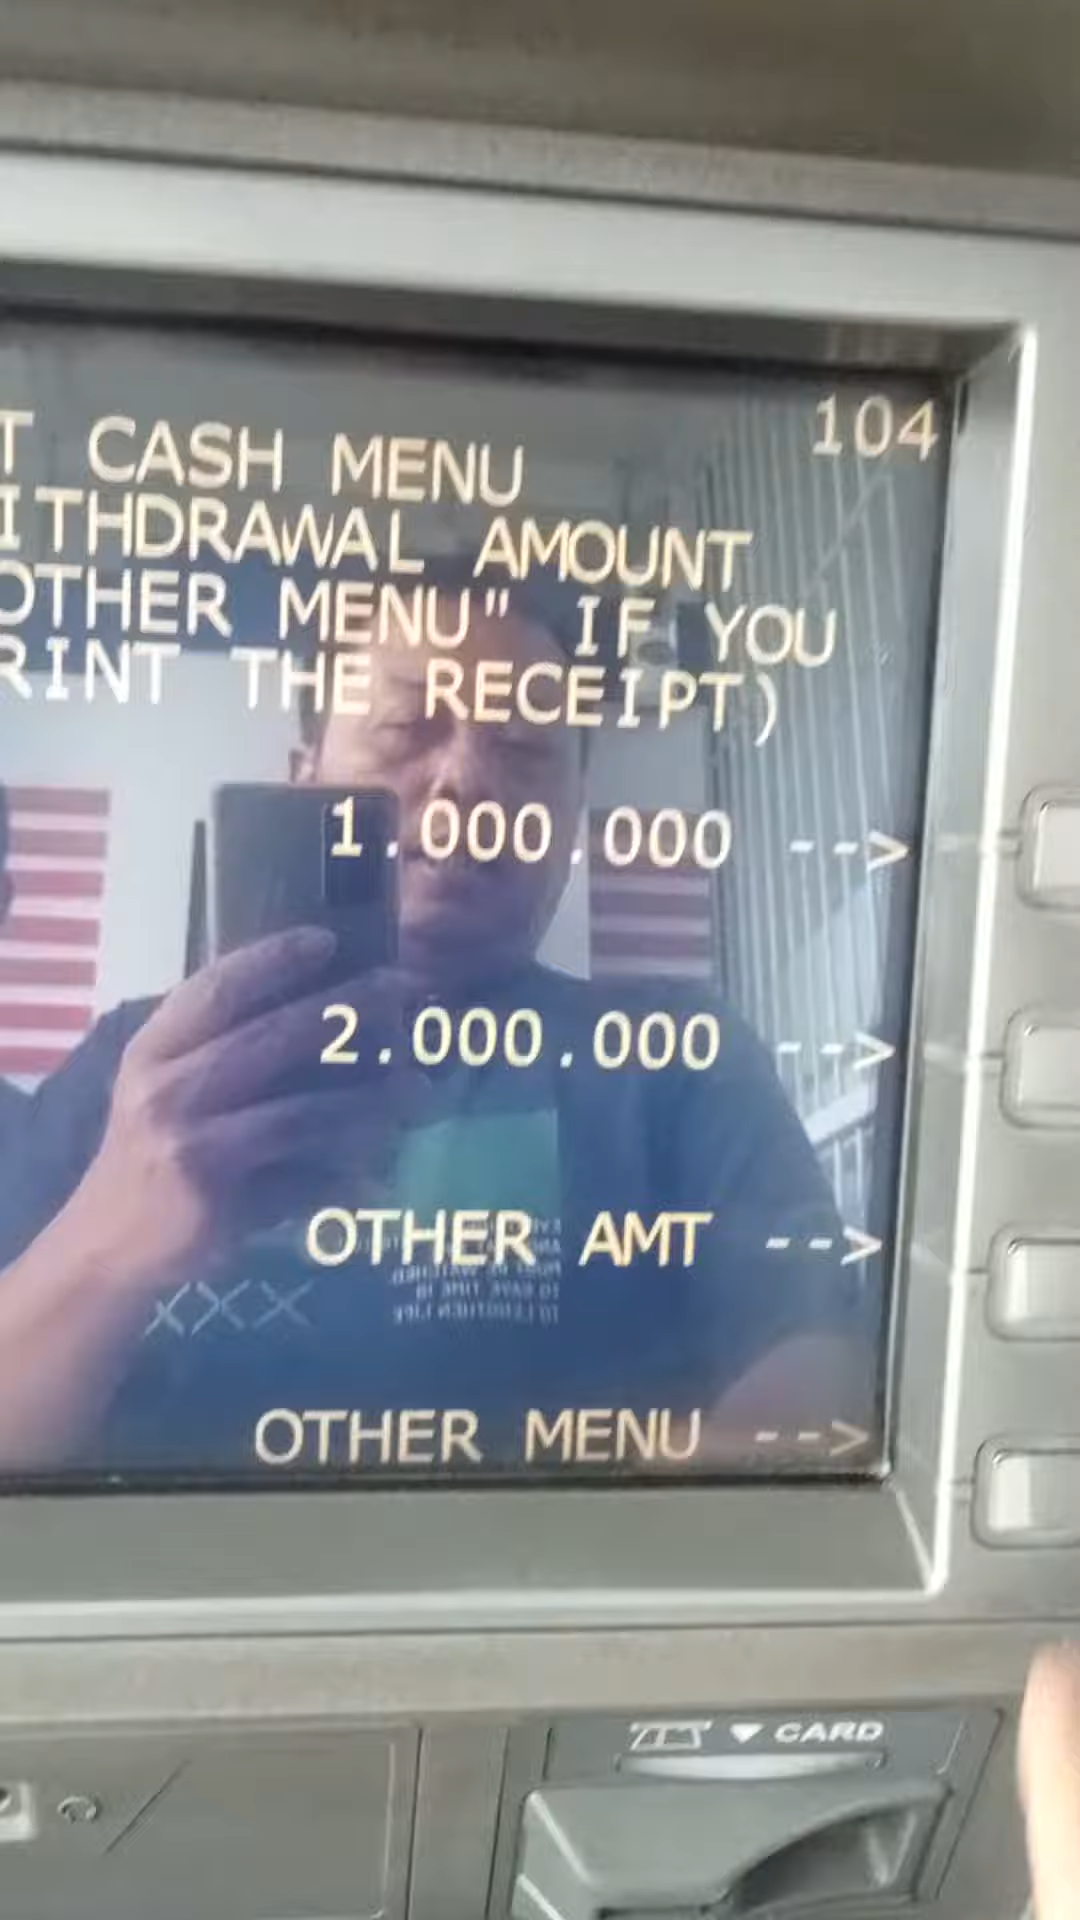 104
T CASH MENU
ITHDRAWAL AMOUNT
OTHER MENU" IF YOU
RINT THE RECEIPT)
1.000.000 -->
2.000.000 -->
OTHER AMT -->
XXX
OTHER MENU -->
CARD